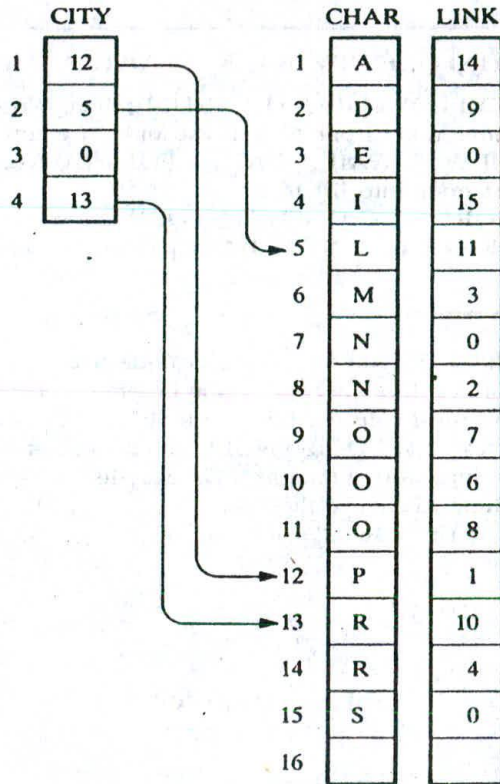 CITY CHAR LINK
1 12 1 A 14
2 5 2 D 9
3 0 3 E 0
4 13 4 I 15
5 L 11
6 M 3
7 N 0
8 N 2
9 O 7
10 O 6
11 O 8
12 P 1
13 R 10
14 R 4
15 S 0
16